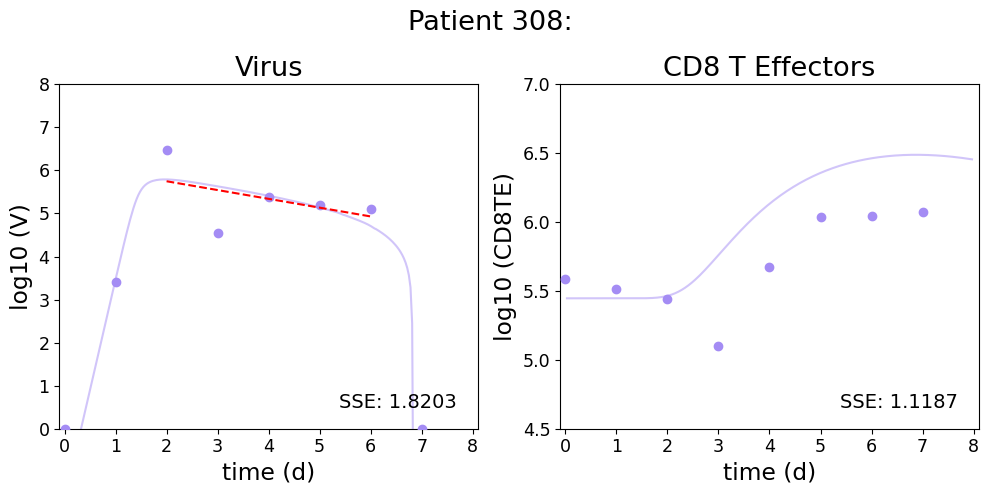 Patient 308:
Virus
log10 (V)
8
7
6
5
4
3
2
1
0
SSE: 1.8203
0 1 2 3 4 5 6 7 8
time (d)
CD8 T Effectors
log10 (CD8TE)
7.0
6.5
6.0
5.5
5.0
4.5
SSE: 1.1187
0 1 2 3 4 5 6 7 8
time (d)